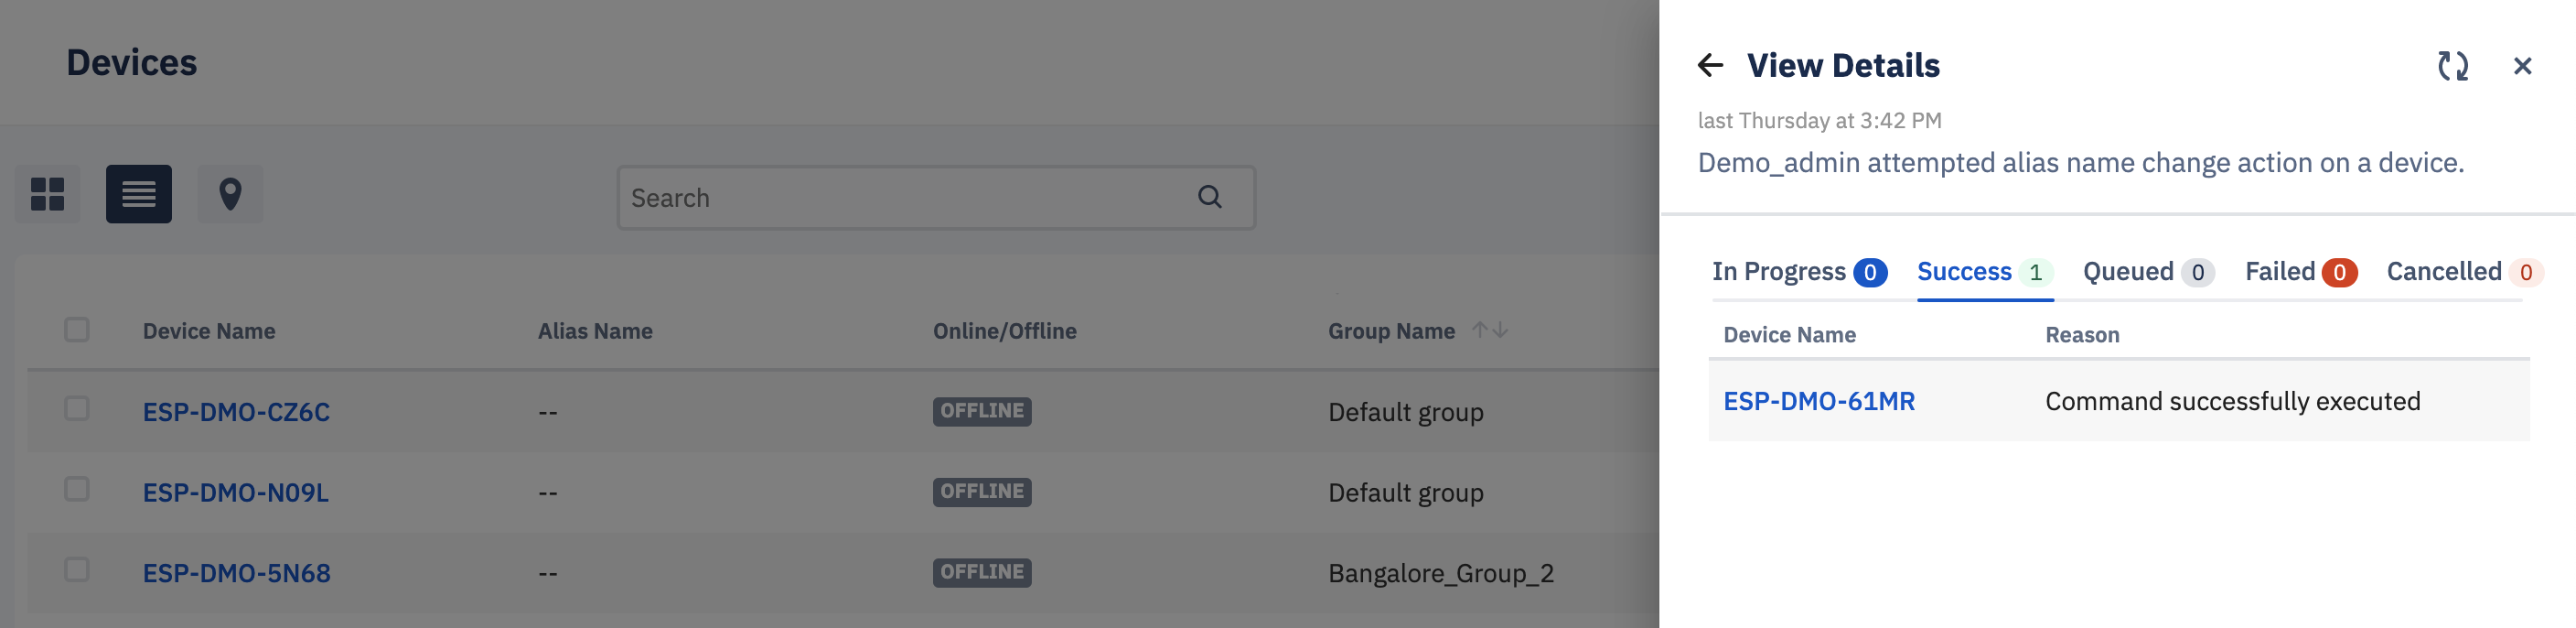 Devices
Search
Device Name Alias Name Online/Offline Group Name
ESP-DMO-CZ6C -- OFFLINE Default group
ESP-DMO-N09L -- OFFLINE Default group
ESP-DMO-5N68 -- OFFLINE Bangalore_Group_2
View Details
last Thursday at 3:42 PM
Demo_admin attempted alias name change action on a device.
In Progress 0 Success 1 Queued 0 Failed 0 Cancelled 0
Device Name Reason
ESP-DMO-61MR Command successfully executed